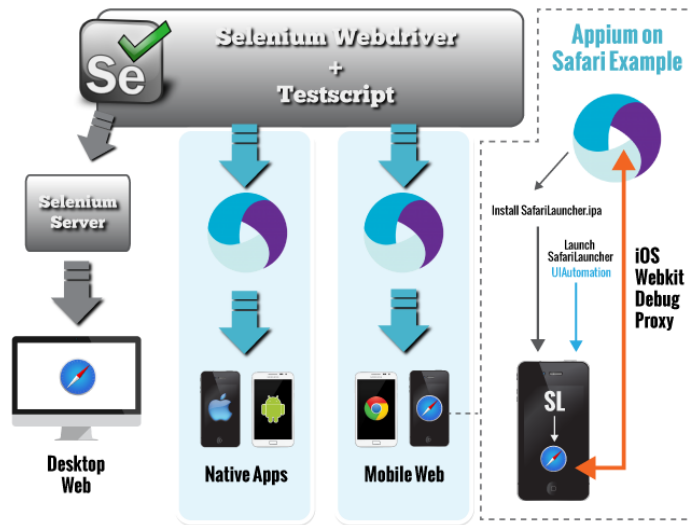 Se
Selenium Webdriver
+
Testscript
Appium on
Safari Example
Selenium
Server
Install SafariLauncher.ipa
Launch
SafariLauncher
UIAutomation
iOS
Webkit
Debug
Proxy
SL
Desktop
Web
Native Apps
Mobile Web